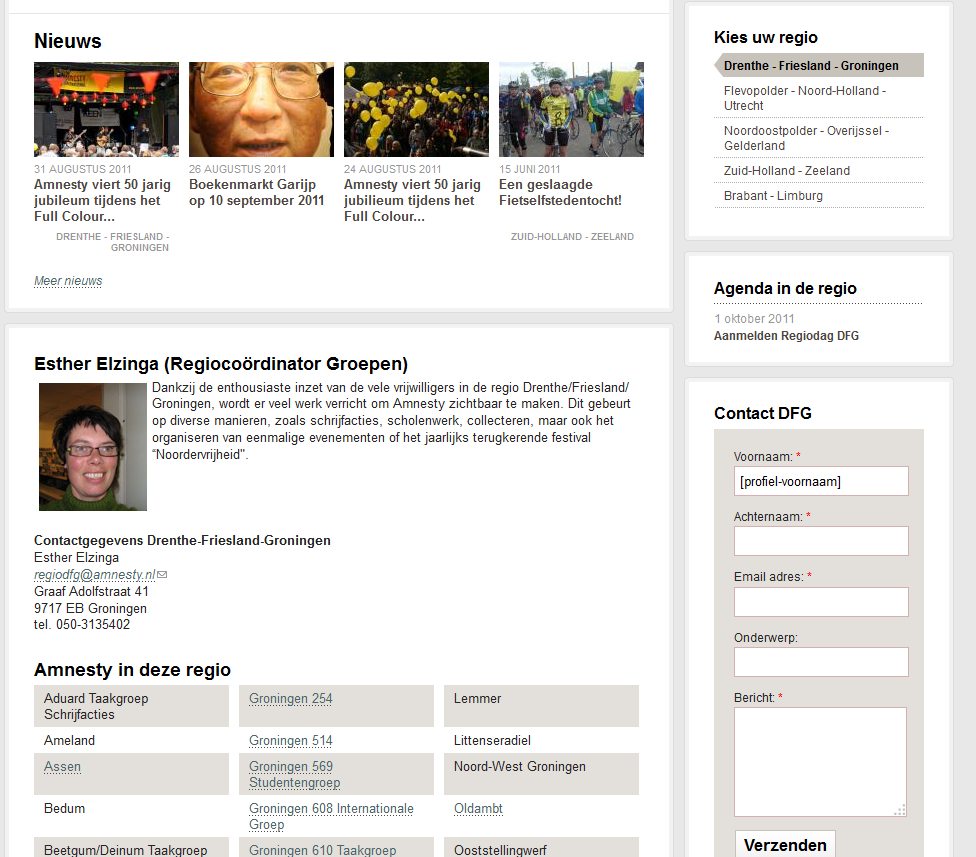 Nieuws
31 AUGUSTUS 2011
Amnesty viert 50 jarig
jubileum tijdens het
Full Colour...
DRENTHE - FRIESLAND -
GRONINGEN
26 AUGUSTUS 2011
Boekenmarkt Garijp
op 10 september 2011
24 AUGUSTUS 2011
Amnesty viert 50 jarig
jubilieum tijdens het
Full Colour...
15 JUNI 2011
Een geslaagde
Fietselfstedentocht!
ZUID-HOLLAND - ZEELAND
Meer nieuws
Esther Elzinga (Regiocoördinator Groepen)
Dankzij de enthousiaste inzet van de vele vrijwilligers in de regio Drenthe/Friesland/
Groningen, wordt er veel werk verricht om Amnesty zichtbaar te maken. Dit gebeurt
op diverse manieren, zoals schrijfacties, scholenwerk, collecteren, maar ook het
organiseren van eenmalige evenementen of het jaarlijks terugkerende festival
“Noordervrijheid".
Contactgegevens Drenthe-Friesland-Groningen
Esther Elzinga
regiodfg@amnesty.nl
Graaf Adolfstraat 41
9717 EB Groningen
tel. 050-3135402
Amnesty in deze regio
Aduard Taakgroep
Schrijfacties
Groningen 254
Lemmer
Ameland
Groningen 514
Littenseradiel
Assen
Groningen 569
Studentengroep
Noord-West Groningen
Bedum
Groningen 608 Internationale
Groep
Oldambt
Beetgum/Deinum Taakgroep
Groningen 610 Taakgroep
Ooststellingwerf
Kies uw regio
Drenthe - Friesland - Groningen
Flevopolder - Noord-Holland -
Utrecht
Noordoostpolder - Overijssel -
Gelderland
Zuid-Holland - Zeeland
Brabant - Limburg
Agenda in de regio
1 oktober 2011
Aanmelden Regiodag DFG
Contact DFG
Voornaam: *
[profiel-voornaam]
Achternaam: *
Email adres: *
Onderwerp:
Bericht: *
Verzenden